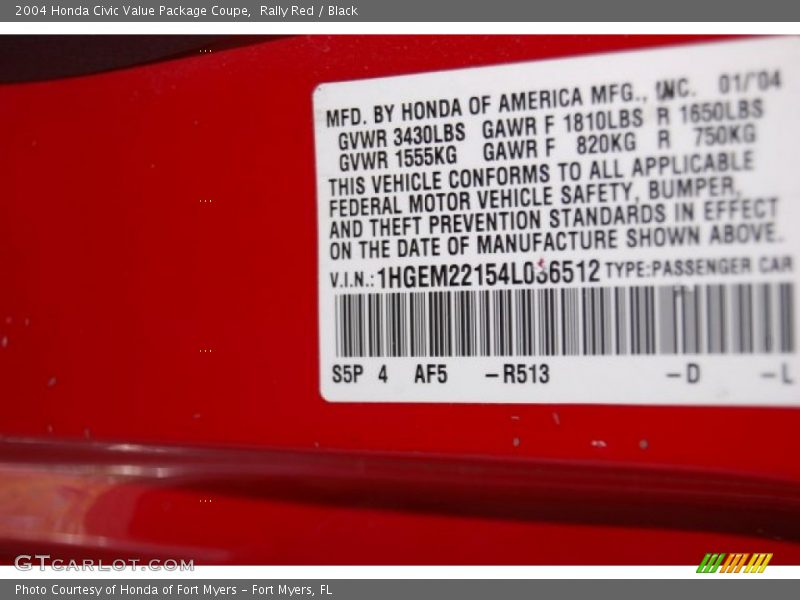 2004 Honda Civic Value Package Coupe, Rally Red / Black
MFD. BY HONDA OF AMERICA MFG., INC. 01/'04
GVWR 3430LBS GAWR F 1810LBS R 1650LBS
GVWR 1555KG GAWR F 820KG R 750KG
THIS VEHICLE CONFORMS TO ALL APPLICABLE
FEDERAL MOTOR VEHICLE SAFETY, BUMPER,
AND THEFT PREVENTION STANDARDS IN EFFECT
ON THE DATE OF MANUFACTURE SHOWN ABOVE.
V.I.N.: 1HGEM22154L036512 TYPE:PASSENGER CAR
S5P 4 AF5 –R513 –D –L
GTCARLOT.COM
Photo Courtesy of Honda of Fort Myers – Fort Myers, FL